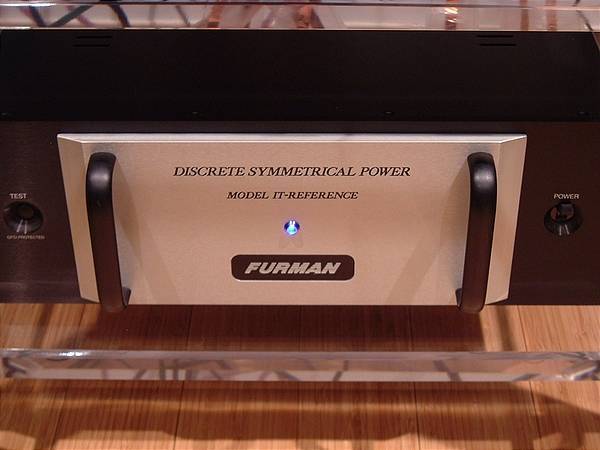 DISCRETE SYMMETRICAL POWER
MODEL IT-REFERENCE
TEST
POWER
GFCI PROTECTED
FURMAN